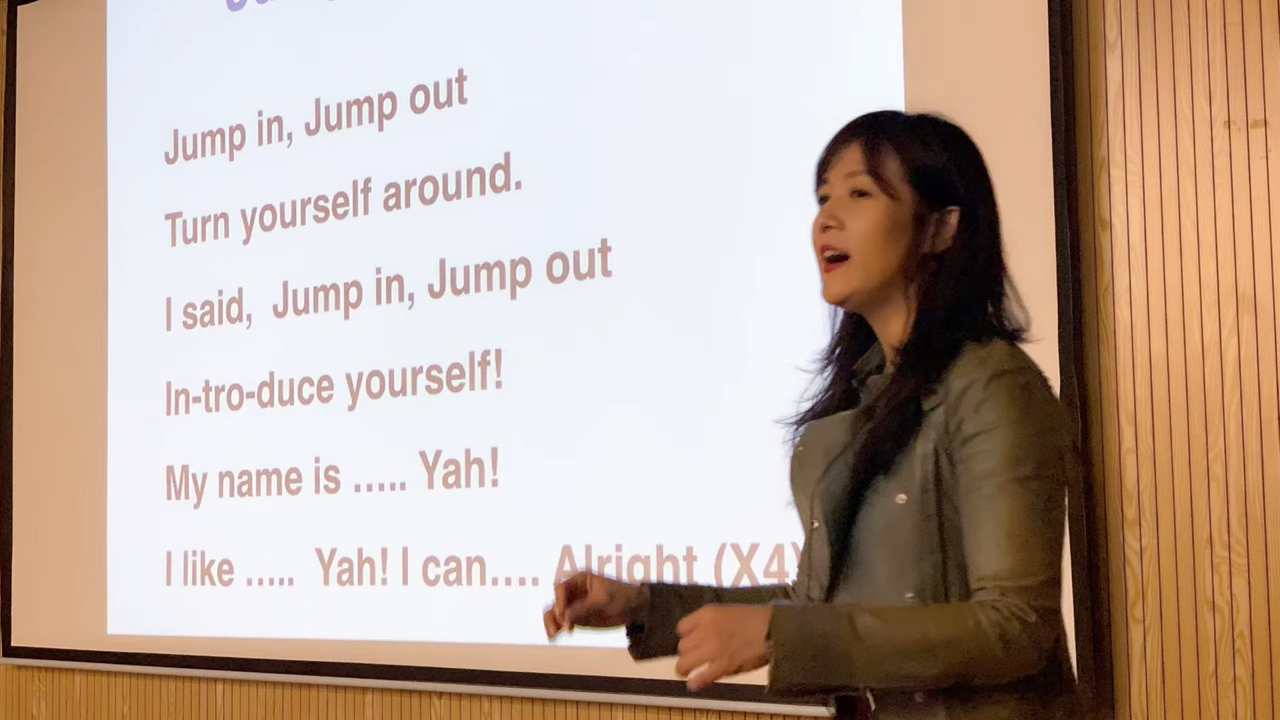 Jump in, Jump out
Turn yourself around.
I said, Jump in, Jump out
In-tro-duce yourself!
My name is ..... Yah!
I like ..... Yah! I can.... Alright (X4)